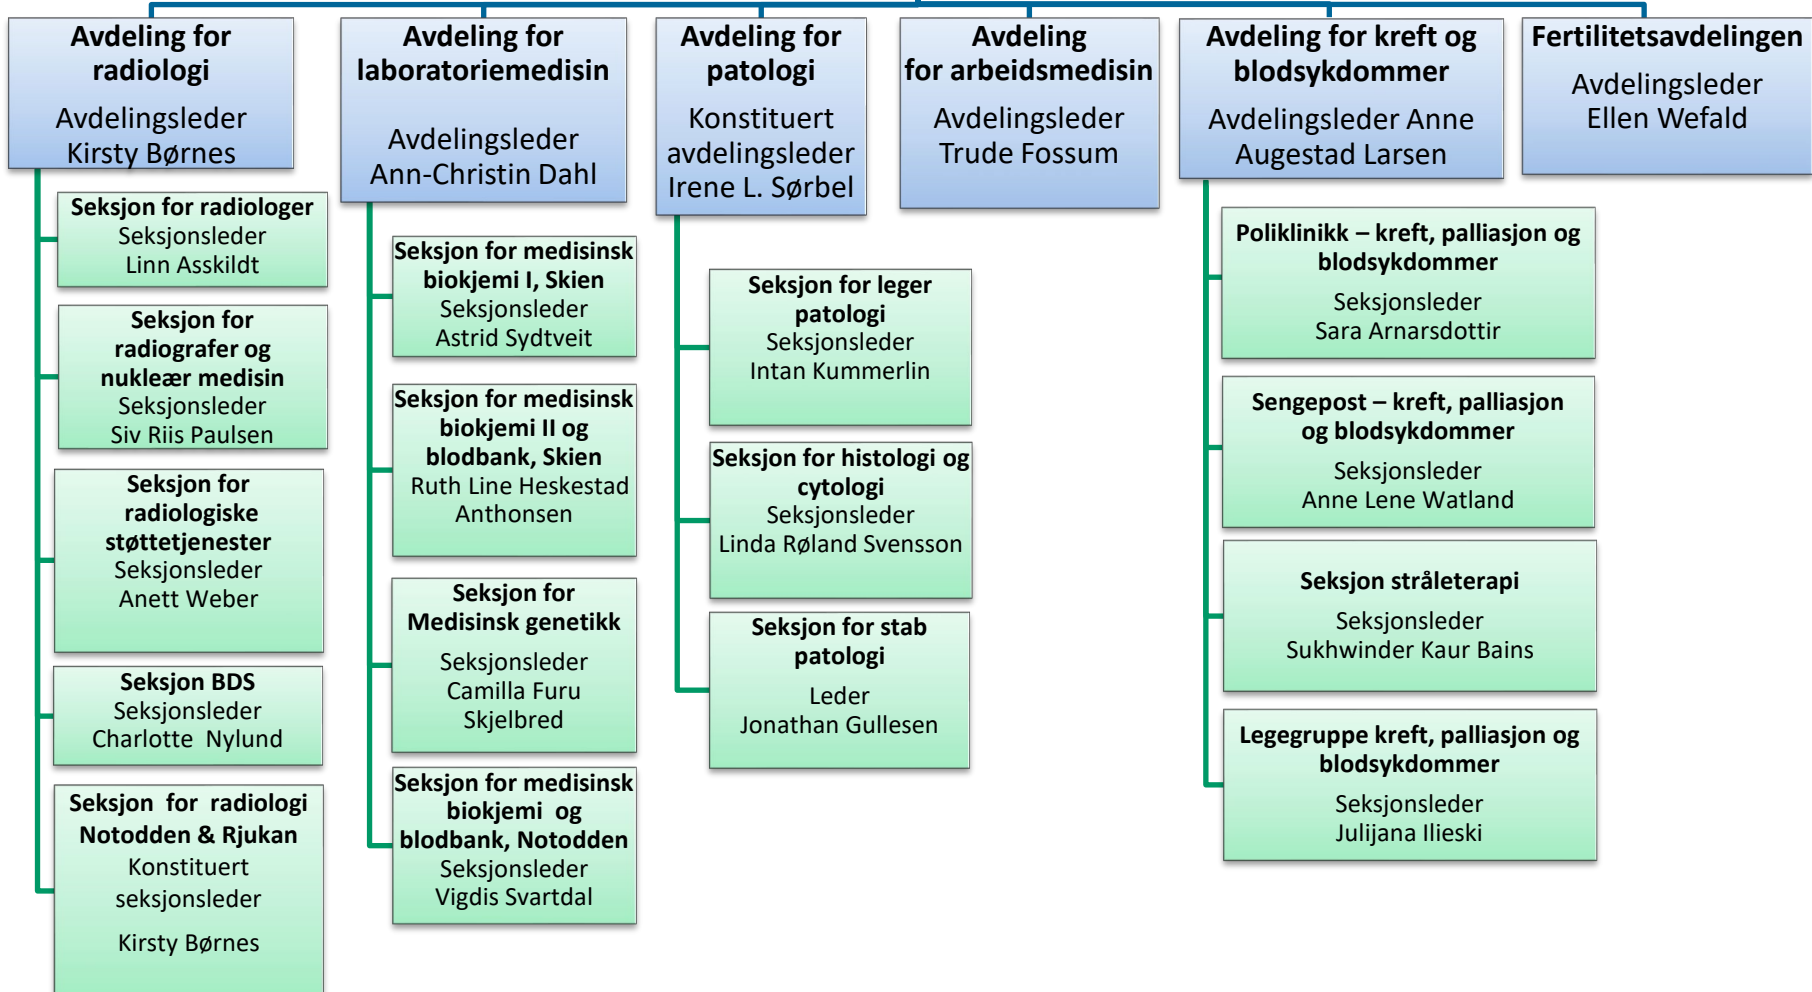 Avdeling for
radiologi
Avdelingsleder
Kirsty Børnes
Seksjon for radiologer
Seksjonsleder
Linn Asskildt
Seksjon for
radiografer og
nukleær medisin
Seksjonsleder
Siv Riis Paulsen
Seksjon for
radiologiske
støttetjenester
Seksjonsleder
Anett Weber
Seksjon BDS
Seksjonsleder
Charlotte Nylund
Seksjon for radiologi
Notodden & Rjukan
Konstituert
seksjonsleder
Kirsty Børnes
Avdeling for
laboratoriemedisin
Avdelingsleder
Ann-Christin Dahl
Seksjon for medisinsk
biokjemi I, Skien
Seksjonsleder
Astrid Sydtveit
Seksjon for medisinsk
biokjemi II og
blodbank, Skien
Ruth Line Heskestad
Anthonsen
Seksjon for
Medisinsk genetikk
Seksjonsleder
Camilla Furu
Skjelbred
Seksjon for medisinsk
biokjemi og
blodbank, Notodden
Seksjonsleder
Vigdis Svartdal
Avdeling for
patologi
Konstituert
avdelingsleder
Irene L. Sørbel
Seksjon for leger
patologi
Seksjonsleder
Intan Kummerlin
Seksjon for histologi og
cytologi
Seksjonsleder
Linda Røland Svensson
Seksjon for stab
patologi
Leder
Jonathan Gullesen
Avdeling
for arbeidsmedisin
Avdelingsleder
Trude Fossum
Avdeling for kreft og
blodsykdommer
Avdelingsleder Anne
Augestad Larsen
Poliklinikk – kreft, palliasjon og
blodsykdommer
Seksjonsleder
Sara Arnarsdottir
Sengepost – kreft, palliasjon
og blodsykdommer
Seksjonsleder
Anne Lene Watland
Seksjon stråleterapi
Seksjonsleder
Sukhwinder Kaur Bains
Legegruppe kreft, palliasjon og
blodsykdommer
Seksjonsleder
Julijana Ilieski
Fertilitetsavdelingen
Avdelingsleder
Ellen Wefald